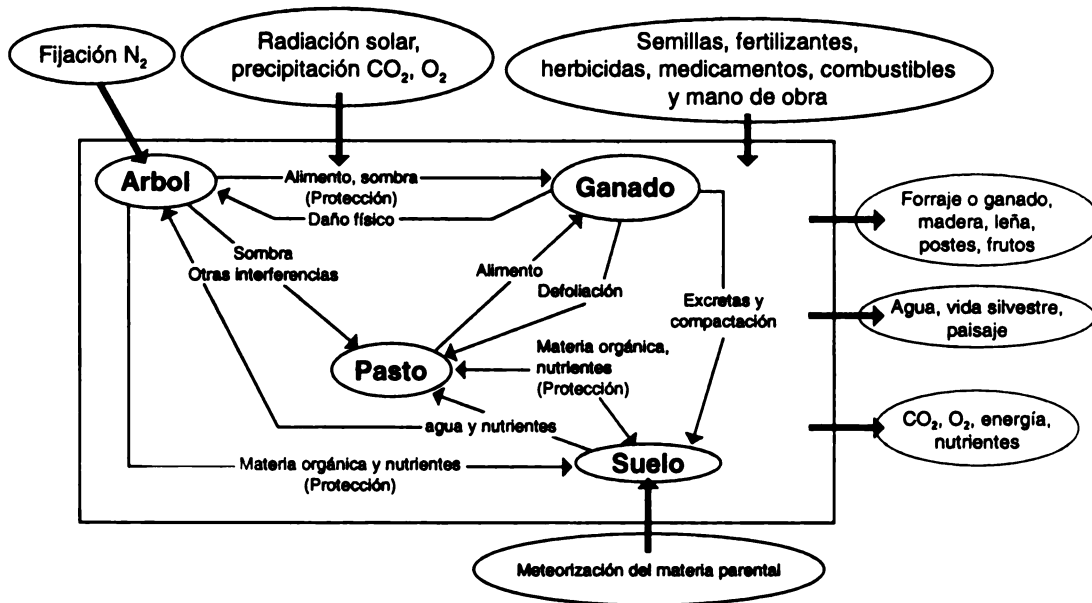 Fijación N₂
Radiación solar,
precipitación CO₂, O₂
Semillas, fertilizantes,
herbicidas, medicamentos, combustibles
y mano de obra
Arbol
Alimento, sombra
(Protección)
Daño físico
Ganado
Forraje o ganado,
madera, leña,
postes, frutos
Sombra
Otras interferencias
Alimento
Defoliación
Excretas y
compactación
Agua, vida silvestre,
paisaje
Pasto
Materia orgánica,
nutrientes
(Protección)
agua y nutrientes
CO₂, O₂, energía,
nutrientes
Materia orgánica y nutrientes
(Protección)
Suelo
Meteorización del materia parental